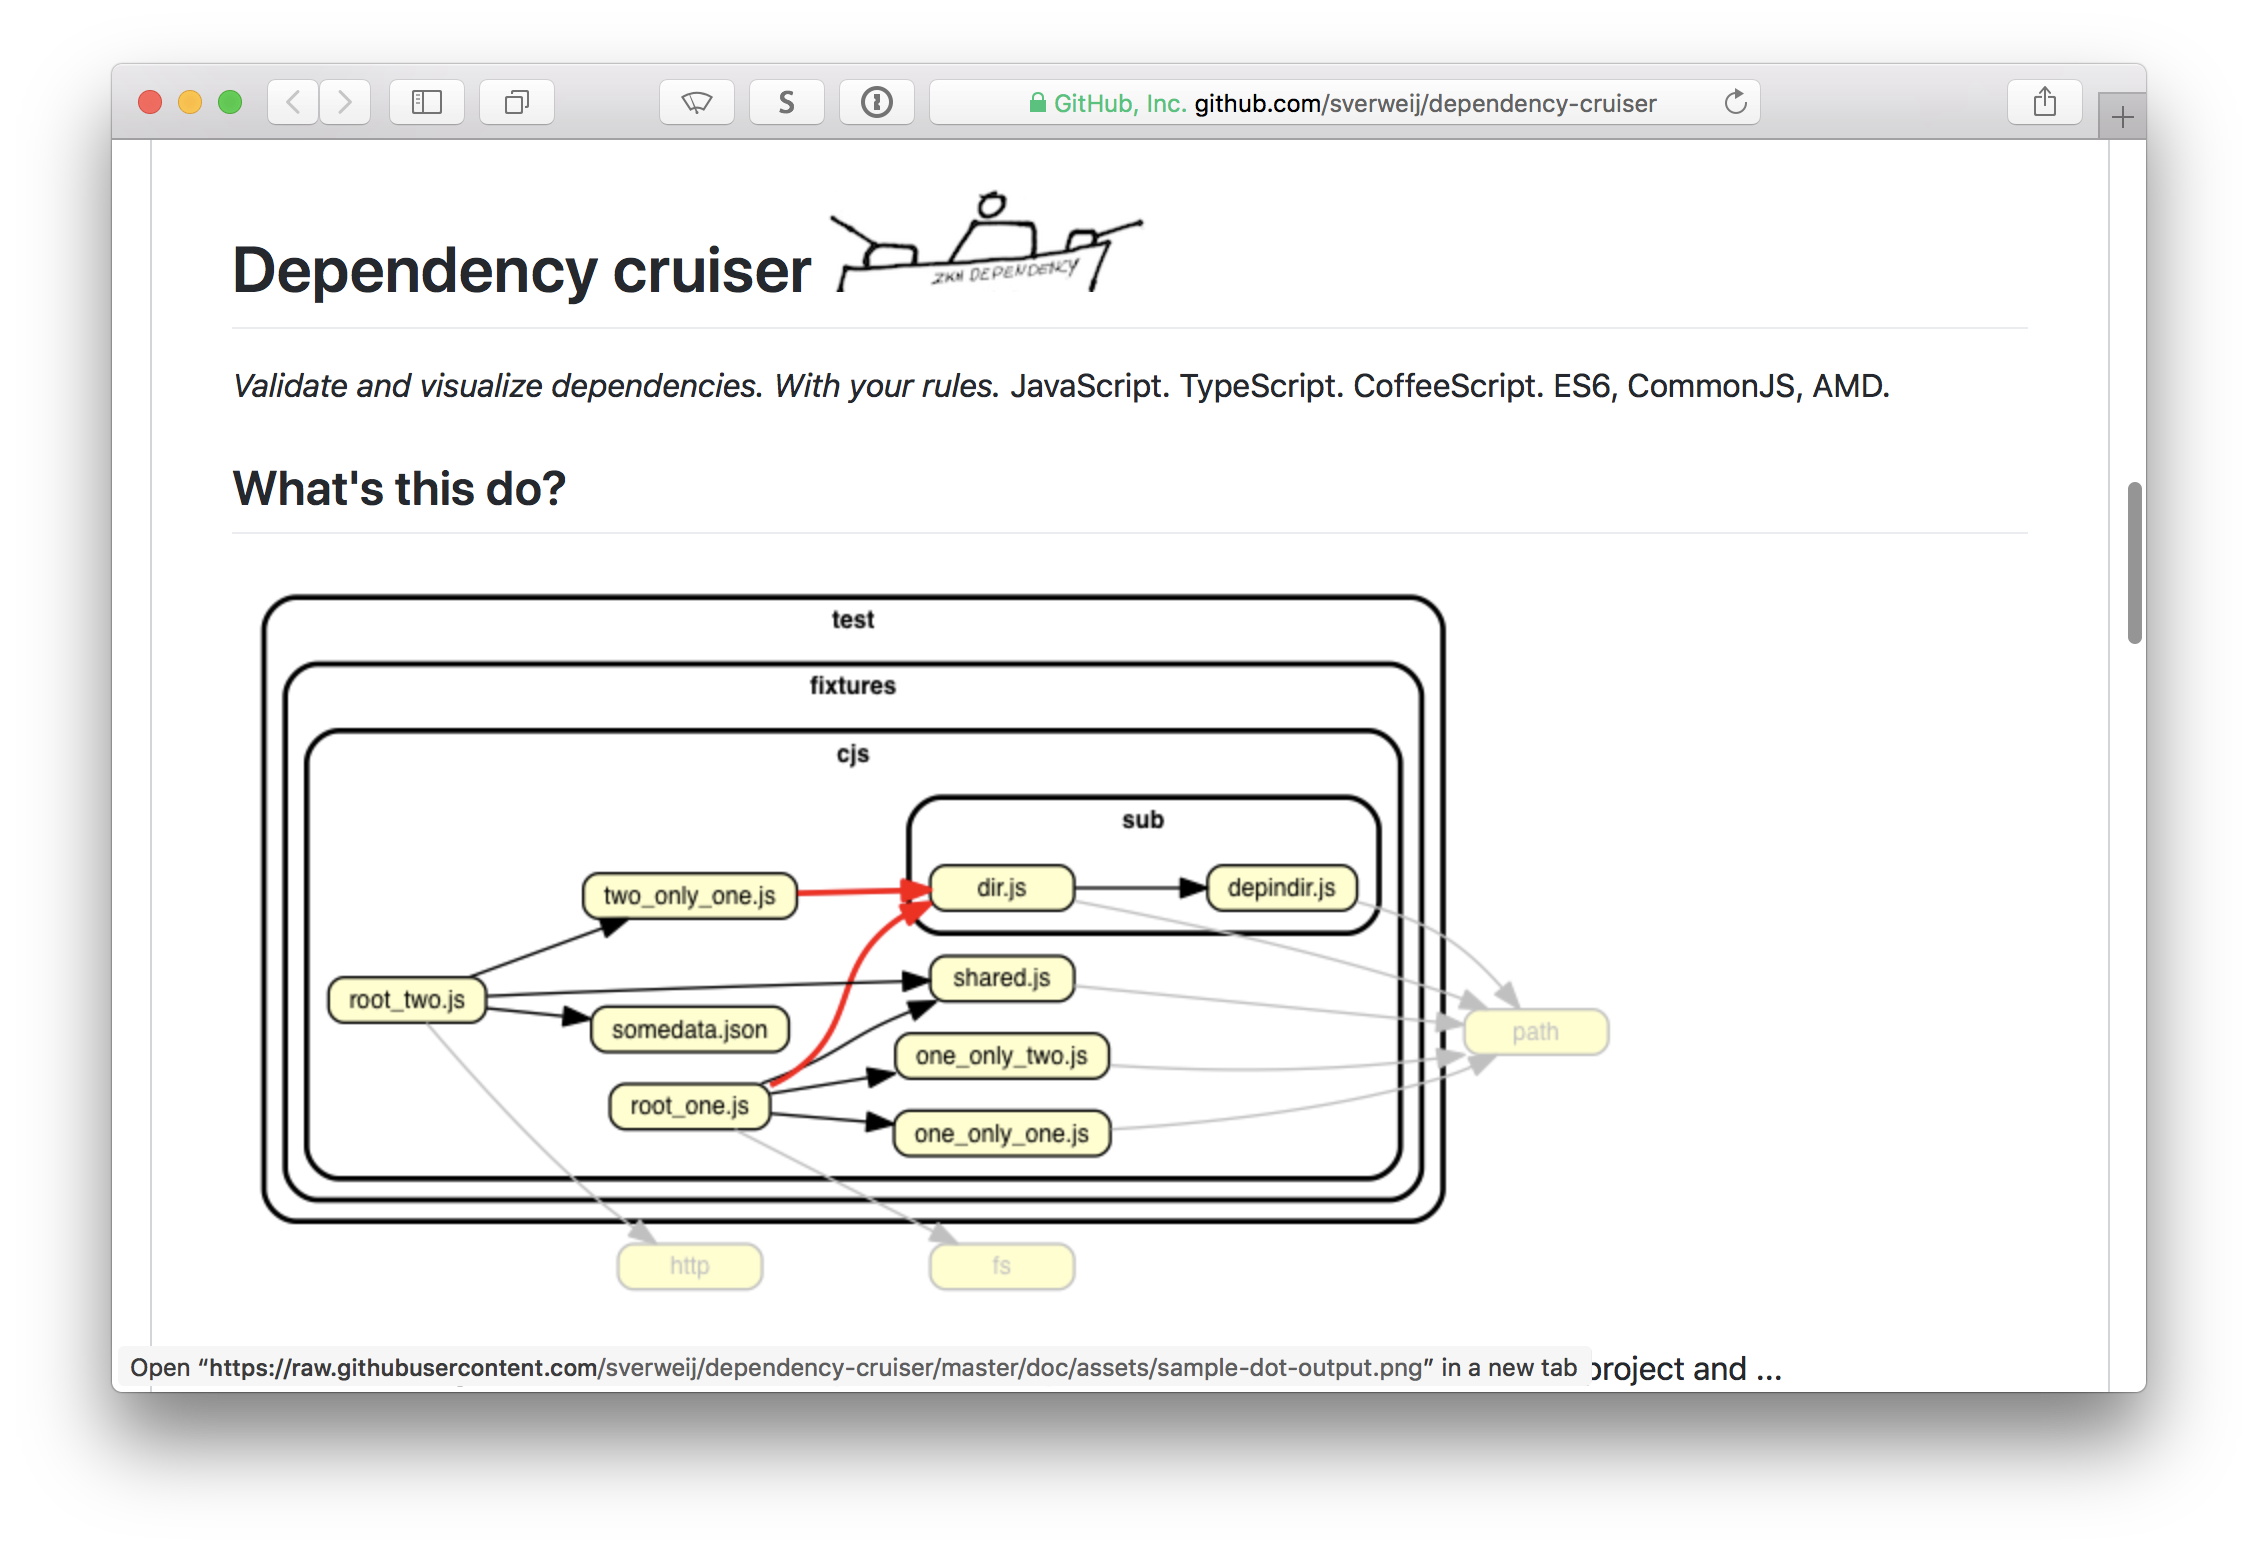 S
GitHub, Inc. github.com/sverweij/dependency-cruiser
Dependency cruiser
ZKH DEPENDENCY
Validate and visualize dependencies. With your rules. JavaScript. TypeScript. CoffeeScript. ES6, CommonJS, AMD.
What's this do?
test
fixtures
cjs
sub
two_only_one.js
dir.js
depindir.js
root_two.js
shared.js
somedata.json
one_only_two.js
path
root_one.js
one_only_one.js
http
fs
Open “https://raw.githubusercontent.com/sverweij/dependency-cruiser/master/doc/assets/sample-dot-output.png” in a new tab
project and ...